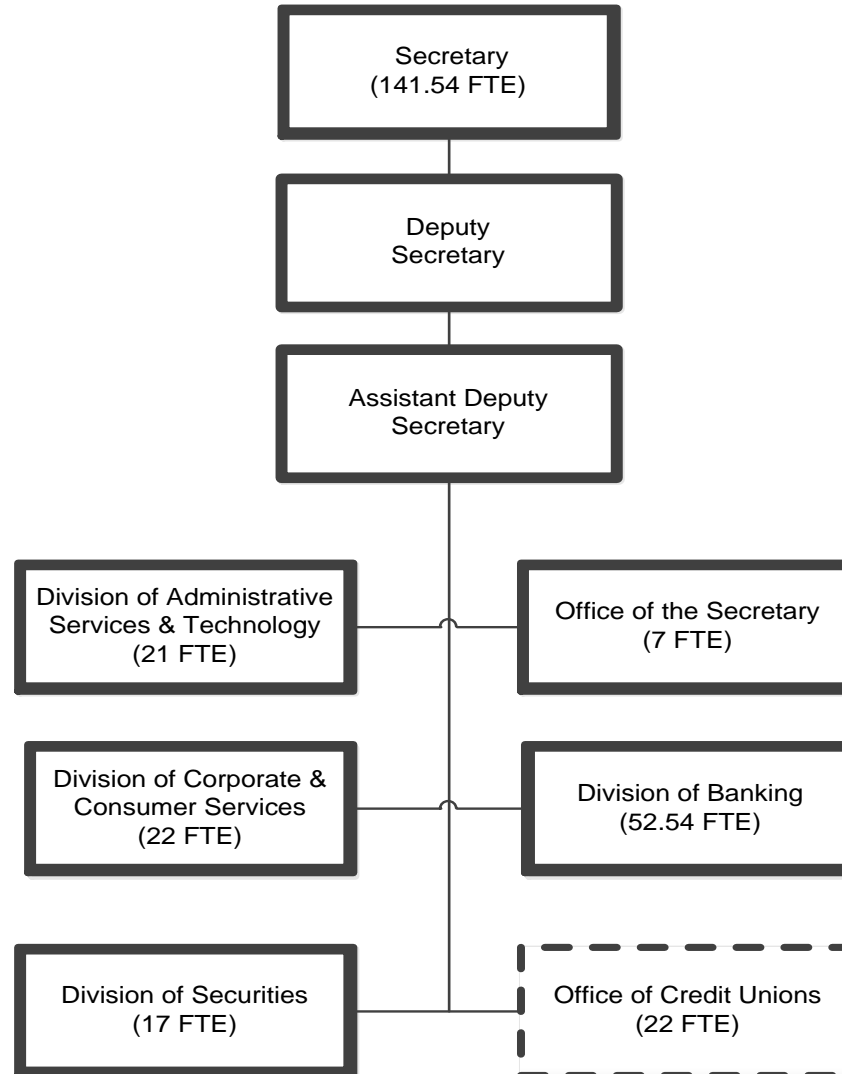 Secretary
(141.54 FTE)
Deputy
Secretary
Assistant Deputy
Secretary
Division of Administrative
Services & Technology
(21 FTE)
Office of the Secretary
(7 FTE)
Division of Corporate &
Consumer Services
(22 FTE)
Division of Banking
(52.54 FTE)
Division of Securities
(17 FTE)
Office of Credit Unions
(22 FTE)